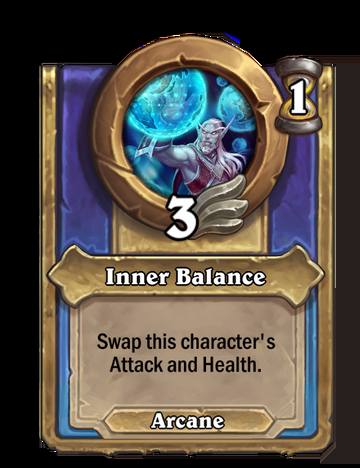 1
3
Inner Balance
Swap this character's
Attack and Health.
Arcane